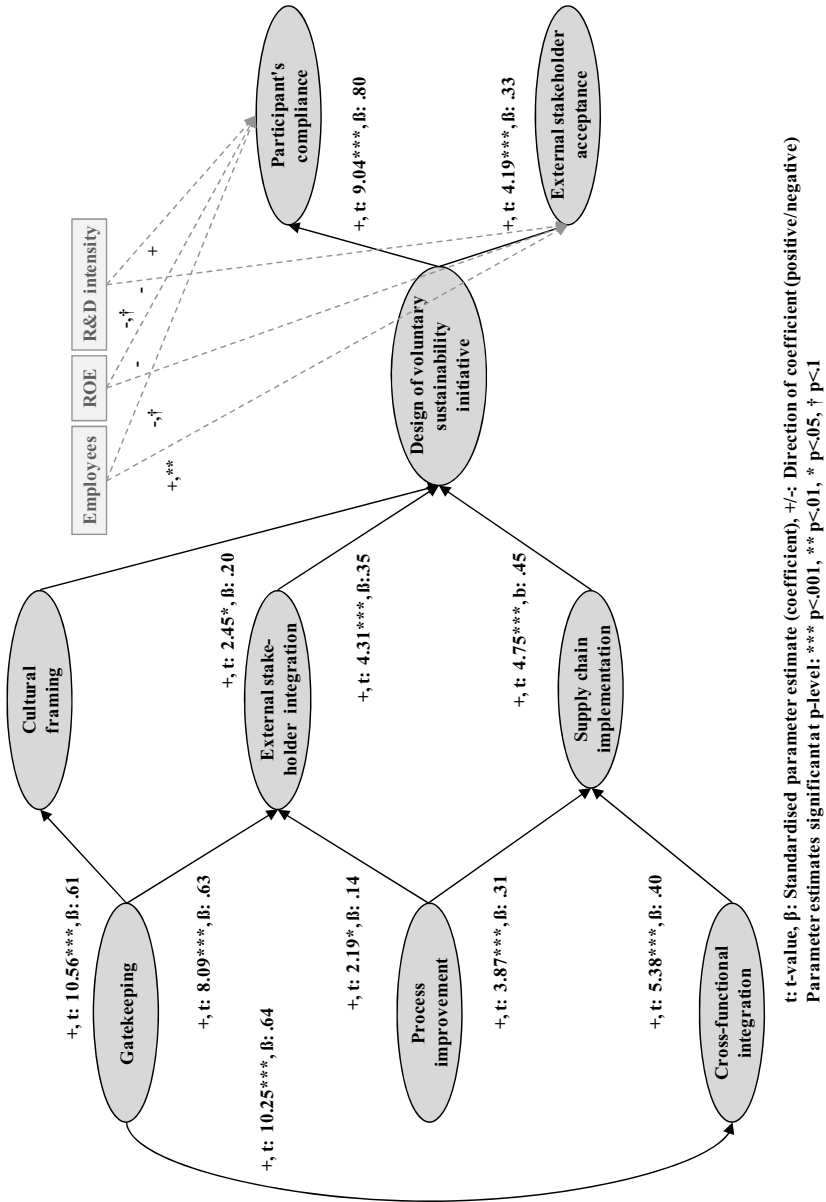 Employees
ROE
R&D intensity
Cultural
framing
+, t: 10.56***, ß: .61
Gatekeeping
+, t: 8.09***, ß: .63
+, t: 10.25***, ß: .64
+, t: 2.45*, ß: .20
+,**
-,†
-
-,†
-
+
Participant's
compliance
+, t: 9.04***, ß: .80
External stake-
holder integration
+, t: 2.19*, ß: .14
+, t: 4.31***, ß:.35
Design of voluntary
sustainability
initiative
Process
improvement
+, t: 3.87***, ß: .31
+, t: 4.75***, b: .45
+, t: 4.19***, ß: .33
Supply chain
implementation
External stakeholder
acceptance
+, t: 5.38***, ß: .40
Cross-functional
integration
t: t-value, β: Standardised parameter estimate (coefficient), +/-: Direction of coefficient (positive/negative)
Parameter estimates significant at p-level: *** p<.001, ** p<.01, * p<.05, † p<.1